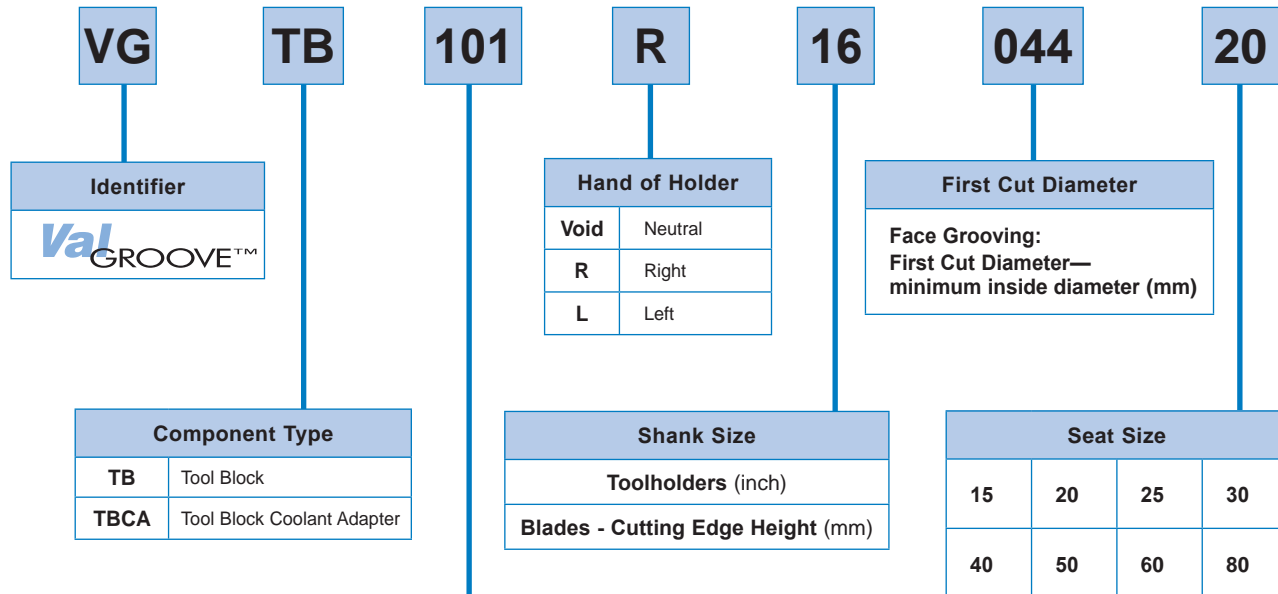 VG TB 101 R 16 044 20
Identifier
ValGROOVE™
Hand of Holder
Void Neutral
R Right
L Left
First Cut Diameter
Face Grooving:
First Cut Diameter—
minimum inside diameter (mm)
Component Type
TB Tool Block
TBCA Tool Block Coolant Adapter
Shank Size
Toolholders (inch)
Blades - Cutting Edge Height (mm)
Seat Size
15 20 25 30
40 50 60 80